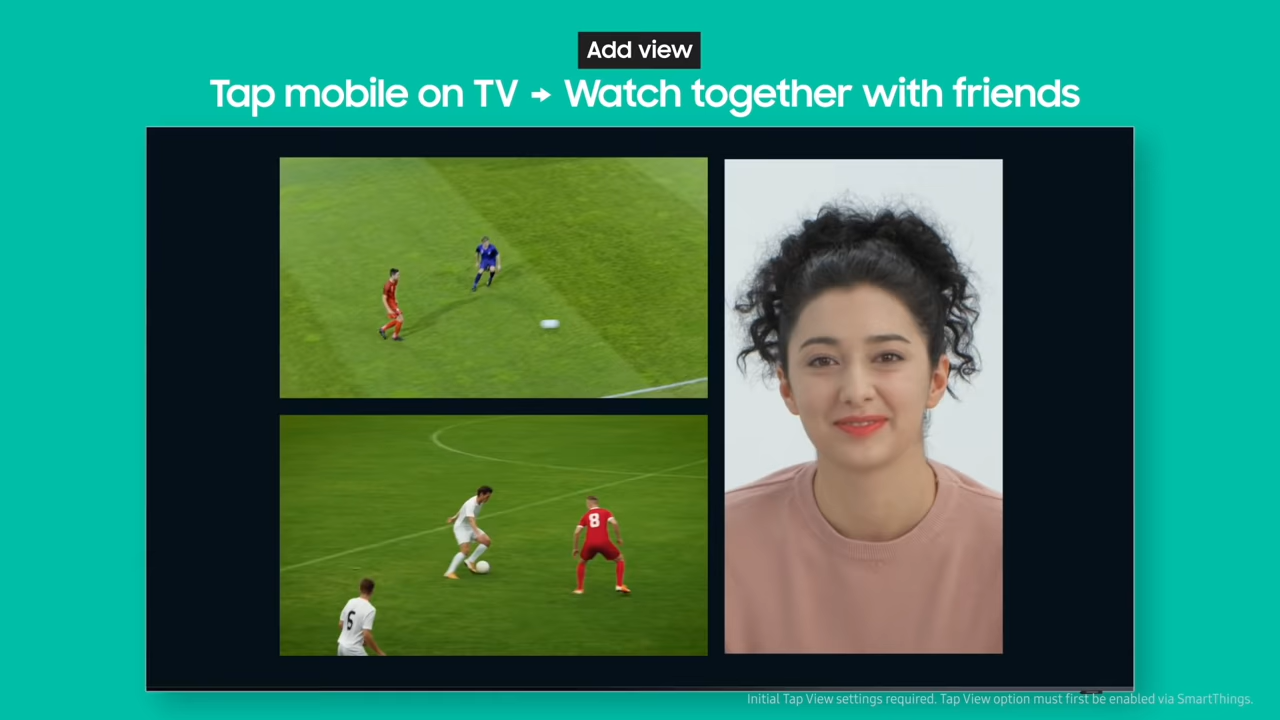 Add view
Tap mobile on TV → Watch together with friends
8
6
Initial Tap View settings required. Tap View option must first be enabled via SmartThings.